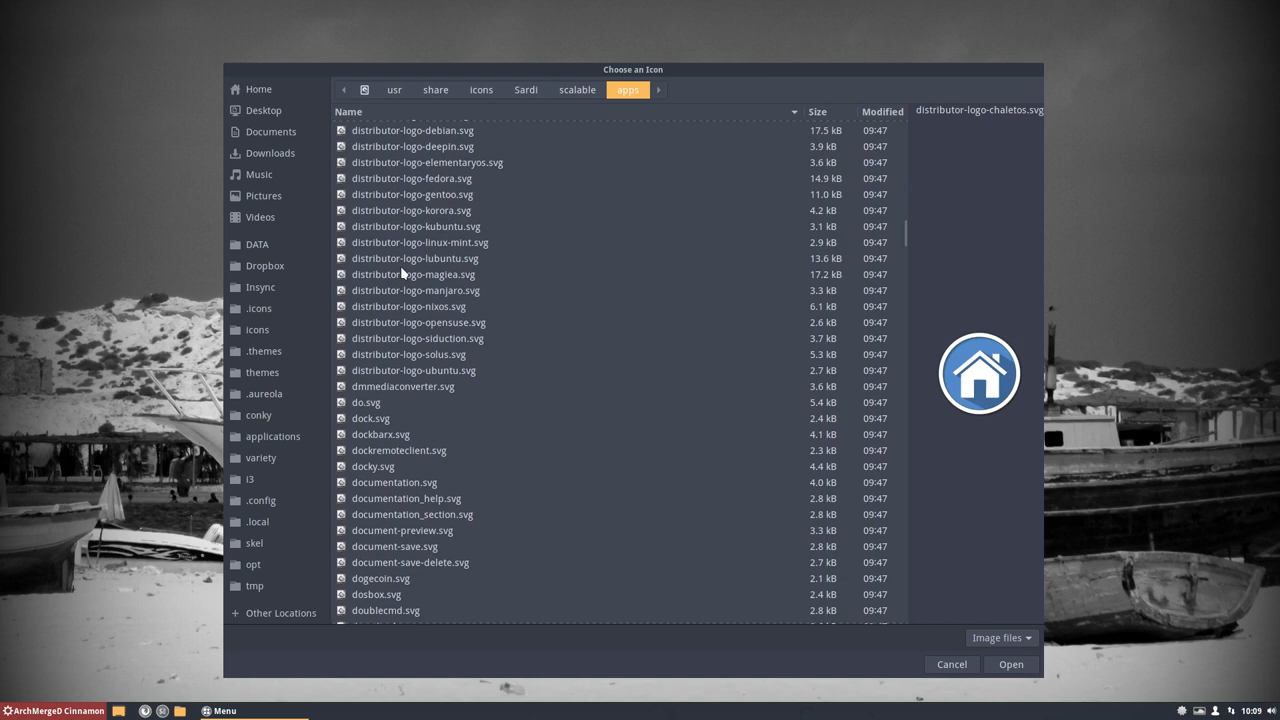 Choose an Icon
Home
Desktop
Documents
Downloads
Music
Pictures
Videos
DATA
Dropbox
Insync
.icons
icons
.themes
themes
.aureola
conky
applications
variety
i3
.config
.local
skel
opt
tmp
Other Locations
usr share icons Sardi scalable apps
Name Size Modified
distributor-logo-debian.svg 17.5 kB 09:47
distributor-logo-deepin.svg 3.9 kB 09:47
distributor-logo-elementaryos.svg 3.6 kB 09:47
distributor-logo-fedora.svg 14.9 kB 09:47
distributor-logo-gentoo.svg 11.0 kB 09:47
distributor-logo-korora.svg 4.2 kB 09:47
distributor-logo-kubuntu.svg 3.1 kB 09:47
distributor-logo-linux-mint.svg 2.9 kB 09:47
distributor-logo-lubuntu.svg 13.6 kB 09:47
distributor-logo-magiea.svg 17.2 kB 09:47
distributor-logo-manjaro.svg 3.3 kB 09:47
distributor-logo-nixos.svg 6.1 kB 09:47
distributor-logo-opensuse.svg 2.6 kB 09:47
distributor-logo-siduction.svg 3.7 kB 09:47
distributor-logo-solus.svg 5.3 kB 09:47
distributor-logo-ubuntu.svg 2.7 kB 09:47
dmmediaconverter.svg 3.6 kB 09:47
do.svg 5.4 kB 09:47
dock.svg 2.4 kB 09:47
dockbarx.svg 4.1 kB 09:47
dockremoteclient.svg 2.3 kB 09:47
docky.svg 4.4 kB 09:47
documentation.svg 4.0 kB 09:47
documentation_help.svg 2.8 kB 09:47
documentation_section.svg 2.8 kB 09:47
document-preview.svg 3.3 kB 09:47
document-save.svg 2.8 kB 09:47
document-save-delete.svg 2.7 kB 09:47
dogecoin.svg 2.1 kB 09:47
dosbox.svg 2.4 kB 09:47
doublecmd.svg 2.8 kB 09:47
distributor-logo-chaletos.svg
Image files
Cancel Open
ArchMergeD Cinnamon Menu 10:09